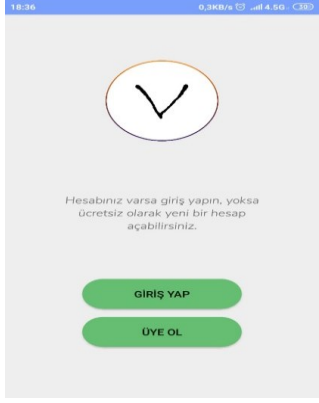 18:36 0,3KB/s 4.5G 38
V
Hesabınız varsa giriş yapın, yoksa
ücretsiz olarak yeni bir hesap
açabilirsiniz.
GİRİŞ YAP
ÜYE OL